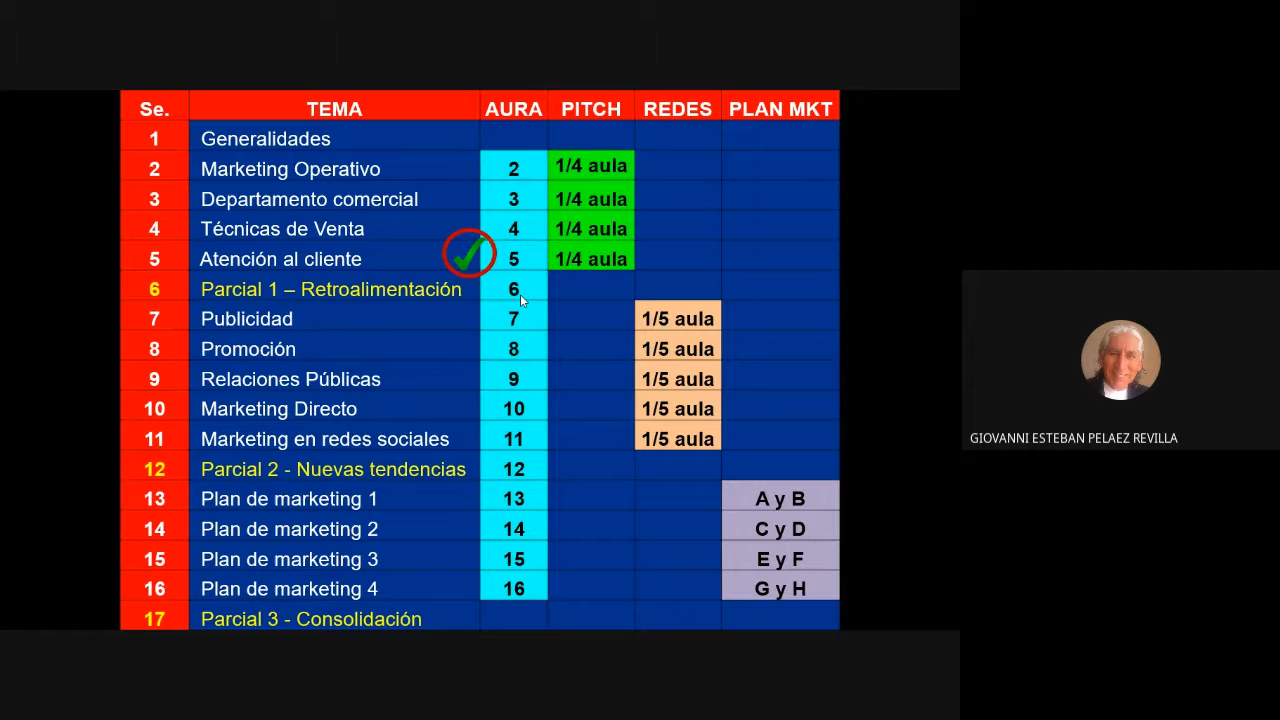 Se. TEMA AURA PITCH REDES PLAN MKT
1 Generalidades
2 Marketing Operativo 2 1/4 aula
3 Departamento comercial 3 1/4 aula
4 Técnicas de Venta 4 1/4 aula
5 Atención al cliente 5 1/4 aula
6 Parcial 1 – Retroalimentación 6
7 Publicidad 7 1/5 aula
8 Promoción 8 1/5 aula
9 Relaciones Públicas 9 1/5 aula
10 Marketing Directo 10 1/5 aula
11 Marketing en redes sociales 11 1/5 aula
12 Parcial 2 - Nuevas tendencias 12
13 Plan de marketing 1 13 A y B
14 Plan de marketing 2 14 C y D
15 Plan de marketing 3 15 E y F
16 Plan de marketing 4 16 G y H
17 Parcial 3 - Consolidación
GIOVANNI ESTEBAN PELAEZ REVILLA